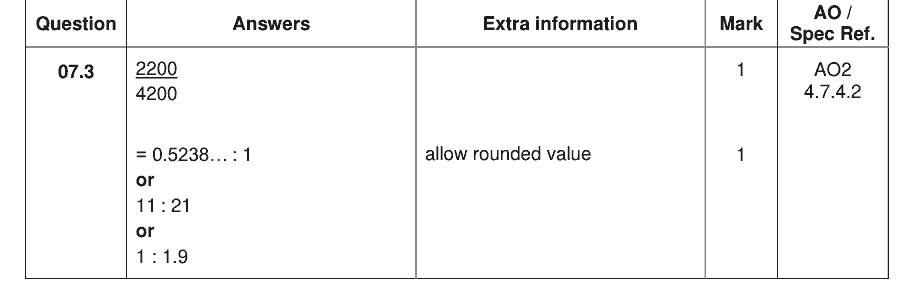 Question Answers Extra information Mark AO /
Spec Ref.
07.3 2200 1 AO2
4200 4.7.4.2
= 0.5238… : 1 allow rounded value 1
or
11 : 21
or
1 : 1.9